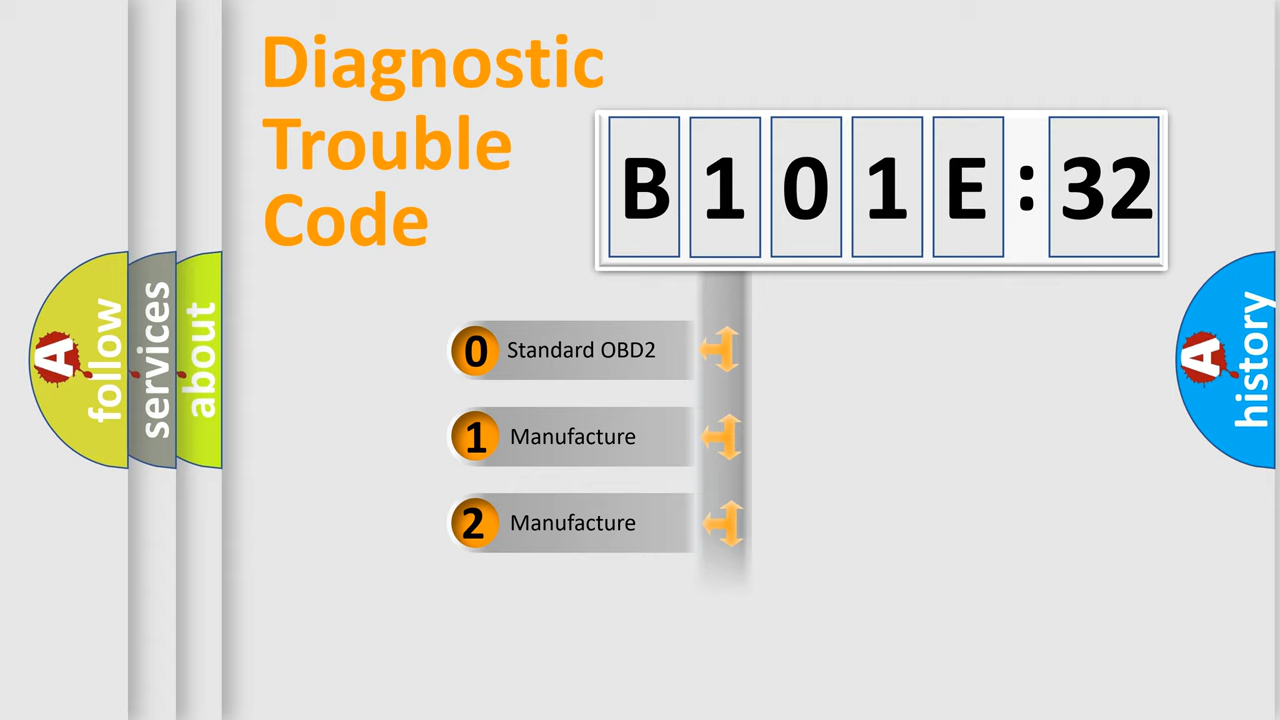 Diagnostic
Trouble
Code
B 1 0 1 E : 32
0 Standard OBD2
1 Manufacture
2 Manufacture
A follow
services
about
A history